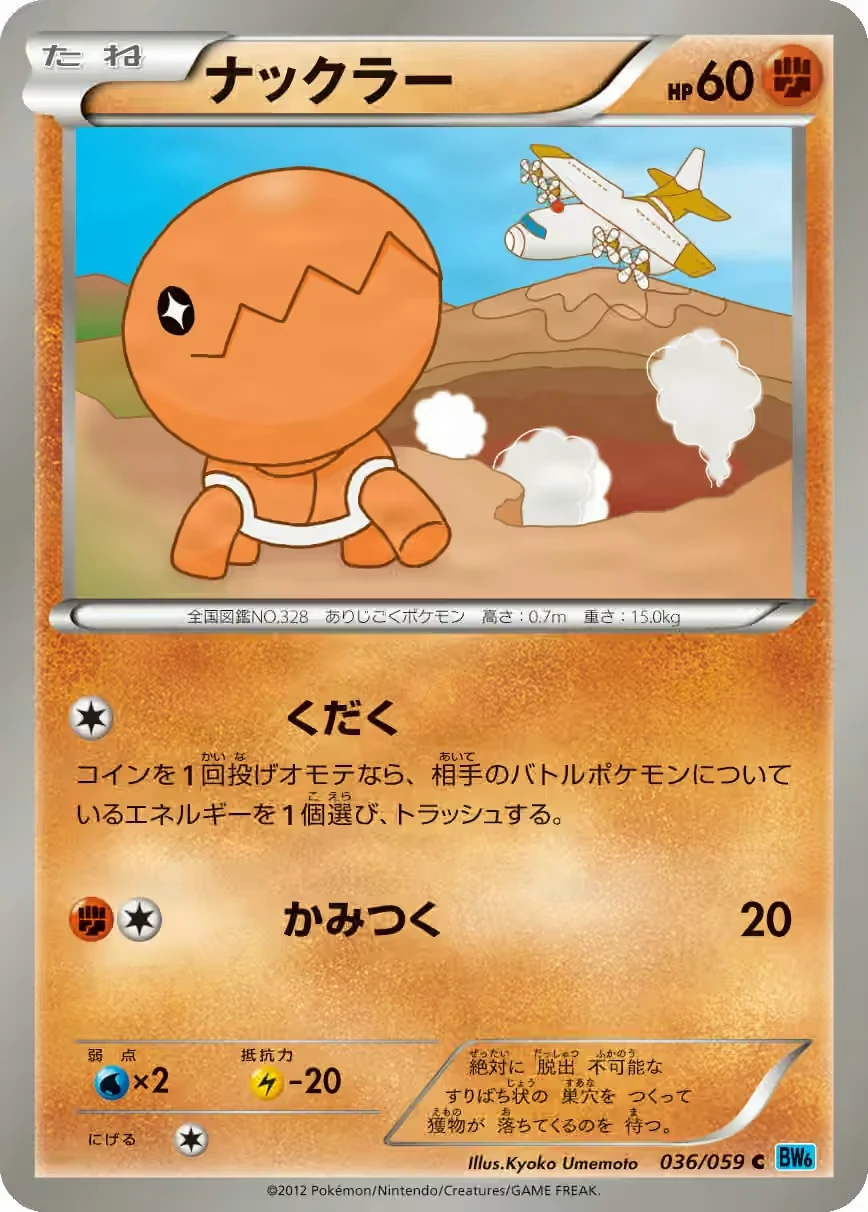 たね ナックラー HP60
全国図鑑NO.328 ありじごくポケモン 高さ:0.7m 重さ:15.0kg
くだく
コインを1回投げオモテなら、相手のバトルポケモンについて
いるエネルギーを1個選び、トラッシュする。
かみつく 20
弱点 抵抗力
×2 -20
にげる
絶対に 脱出 不可能な
すりばち状の 巣穴を つくって
獲物が 落ちてくるのを 待つ。
Illus.Kyoko Umemoto 036/059 C BW6
©2012 Pokémon/Nintendo/Creatures/GAME FREAK.